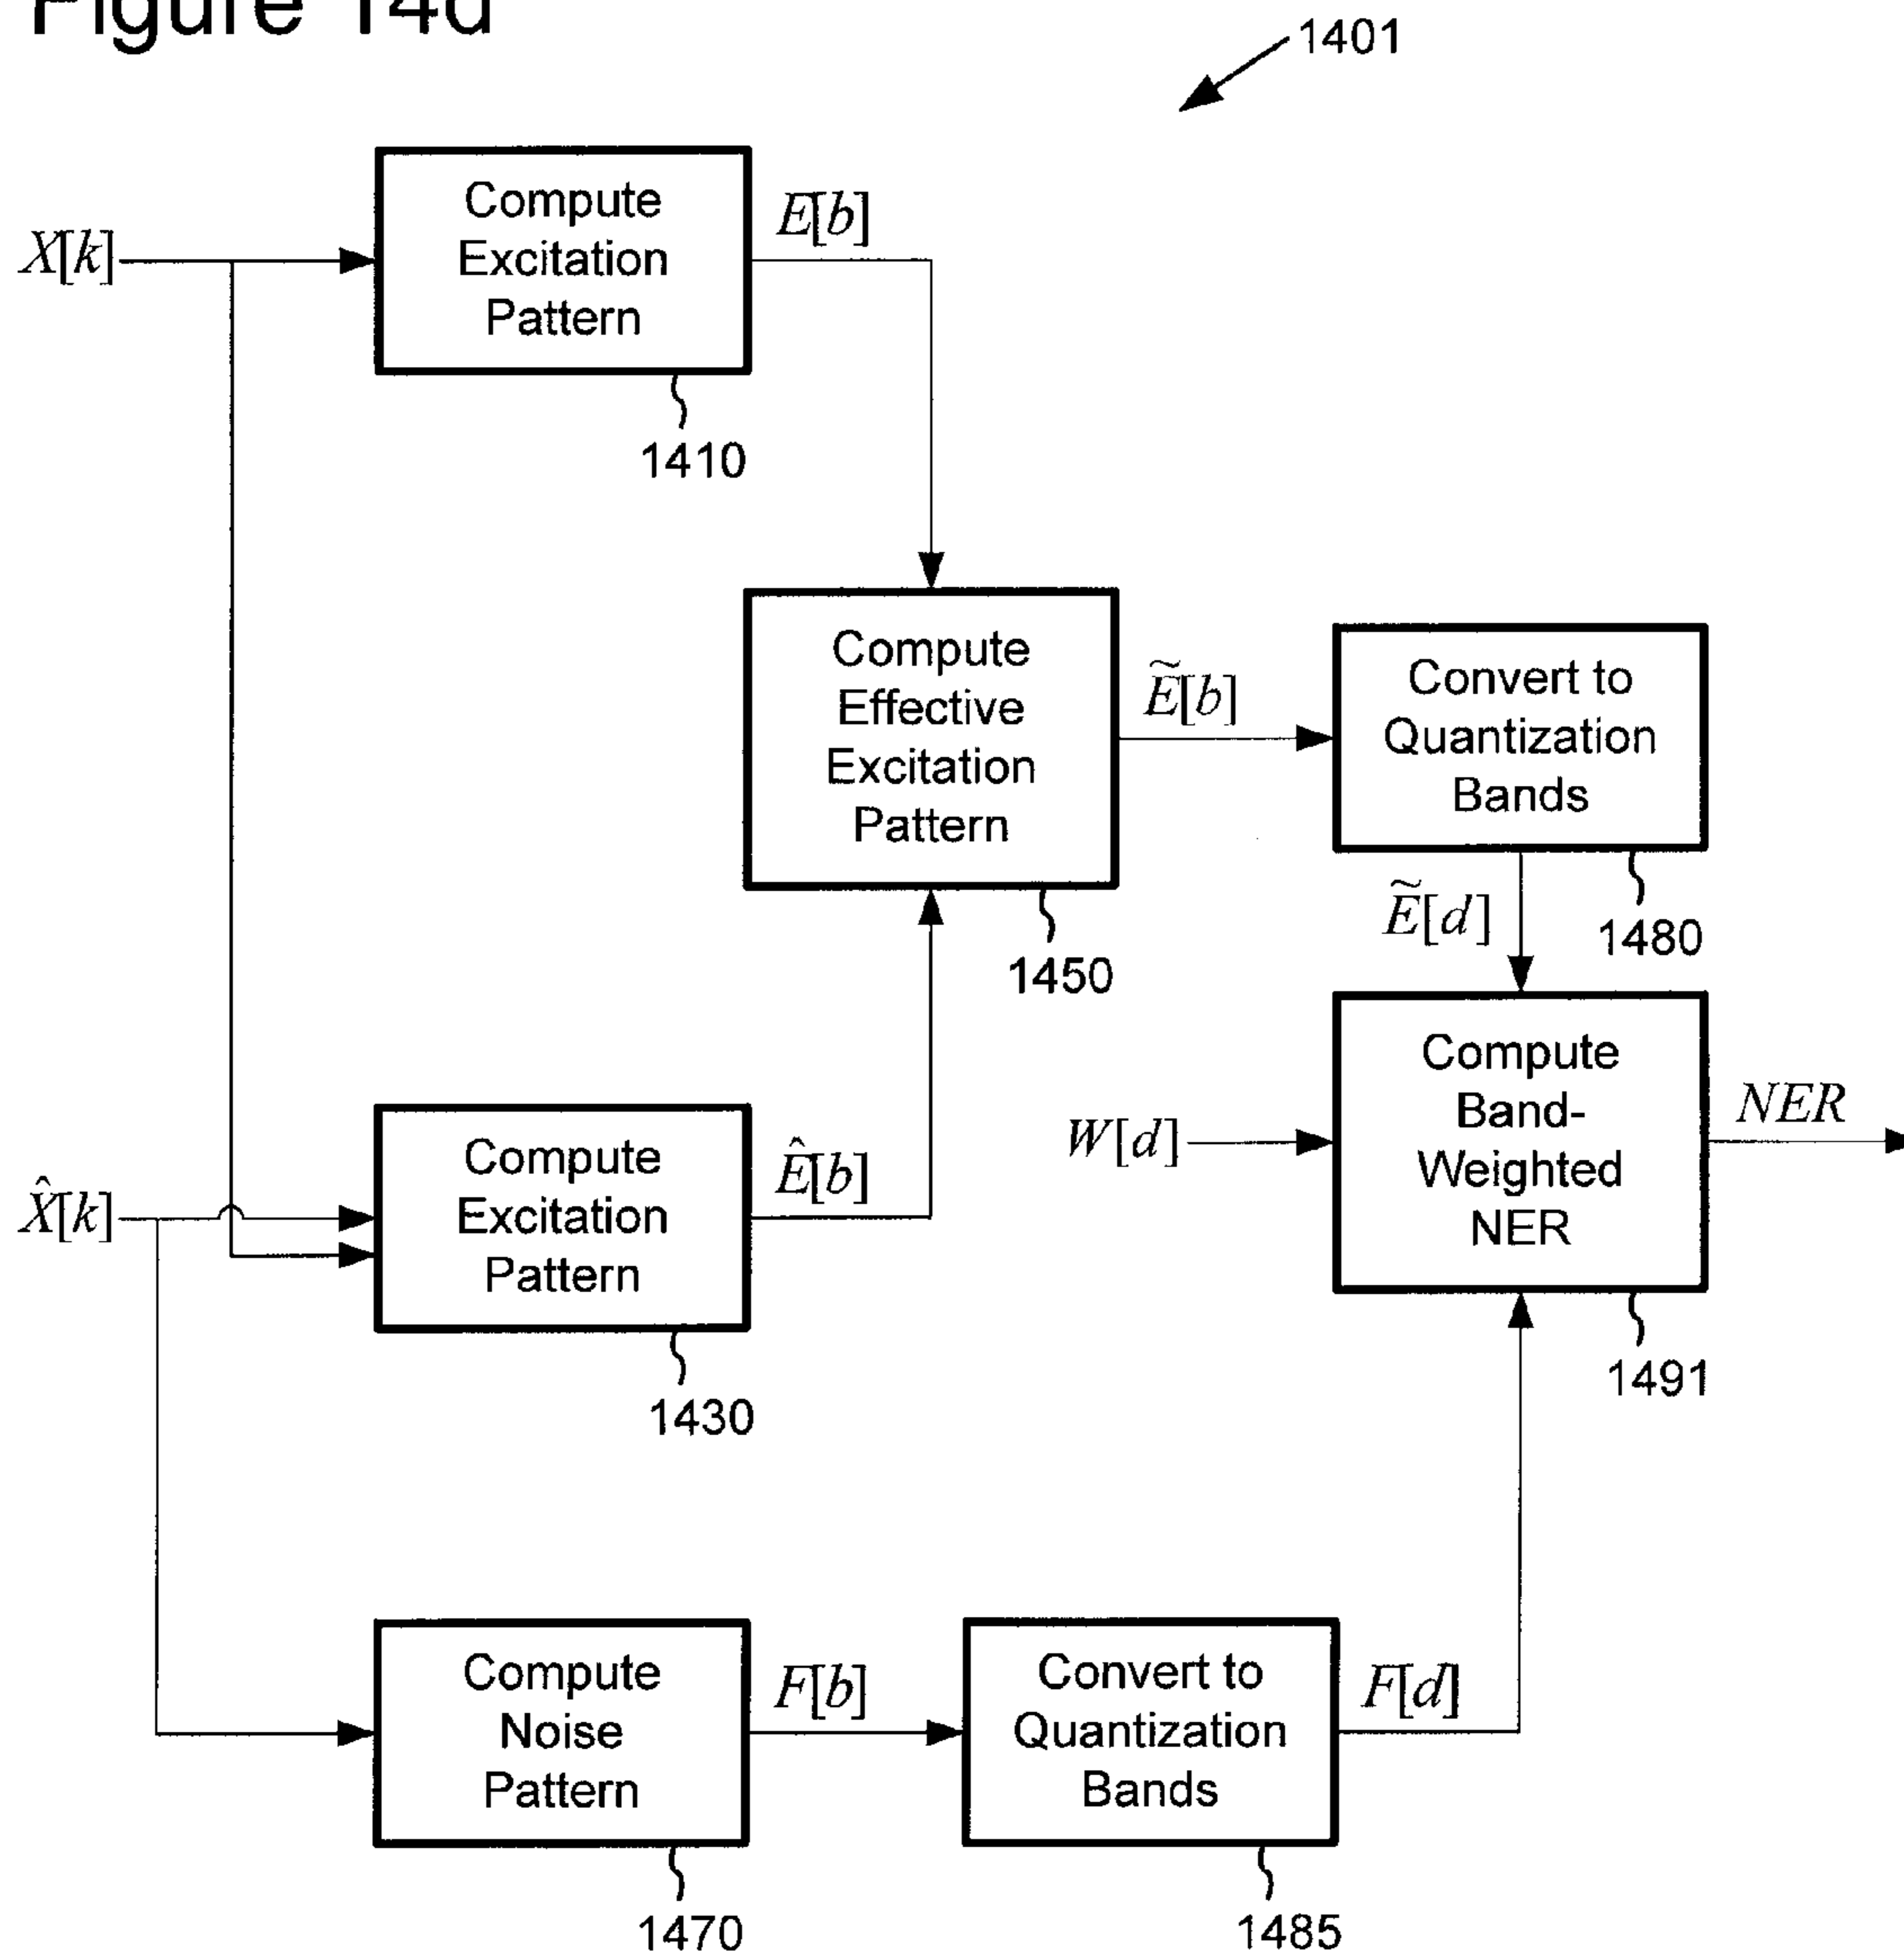 Figure 14d
1401
X[k]
Compute
Excitation
Pattern
E[b]
1410
Compute
Effective
Excitation
Pattern
Ẽ[b]
1450
Convert to
Quantization
Bands
Ẽ[d]
1480
X̂[k]
Compute
Excitation
Pattern
Ê[b]
1430
W[d]
Compute
Band-
Weighted
NER
NER
1491
Compute
Noise
Pattern
F[b]
1470
Convert to
Quantization
Bands
F[d]
1485